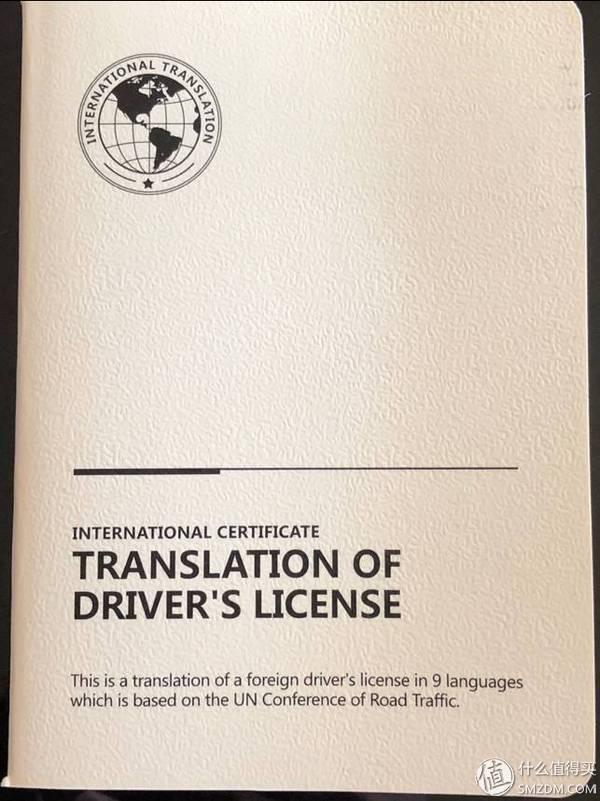 INTERNATIONAL TRANSLATION
INTERNATIONAL CERTIFICATE
TRANSLATION OF
DRIVER'S LICENSE
This is a translation of a foreign driver's license in 9 languages
which is based on the UN Conference of Road Traffic.
值 什么值得买
SMZDM.COM